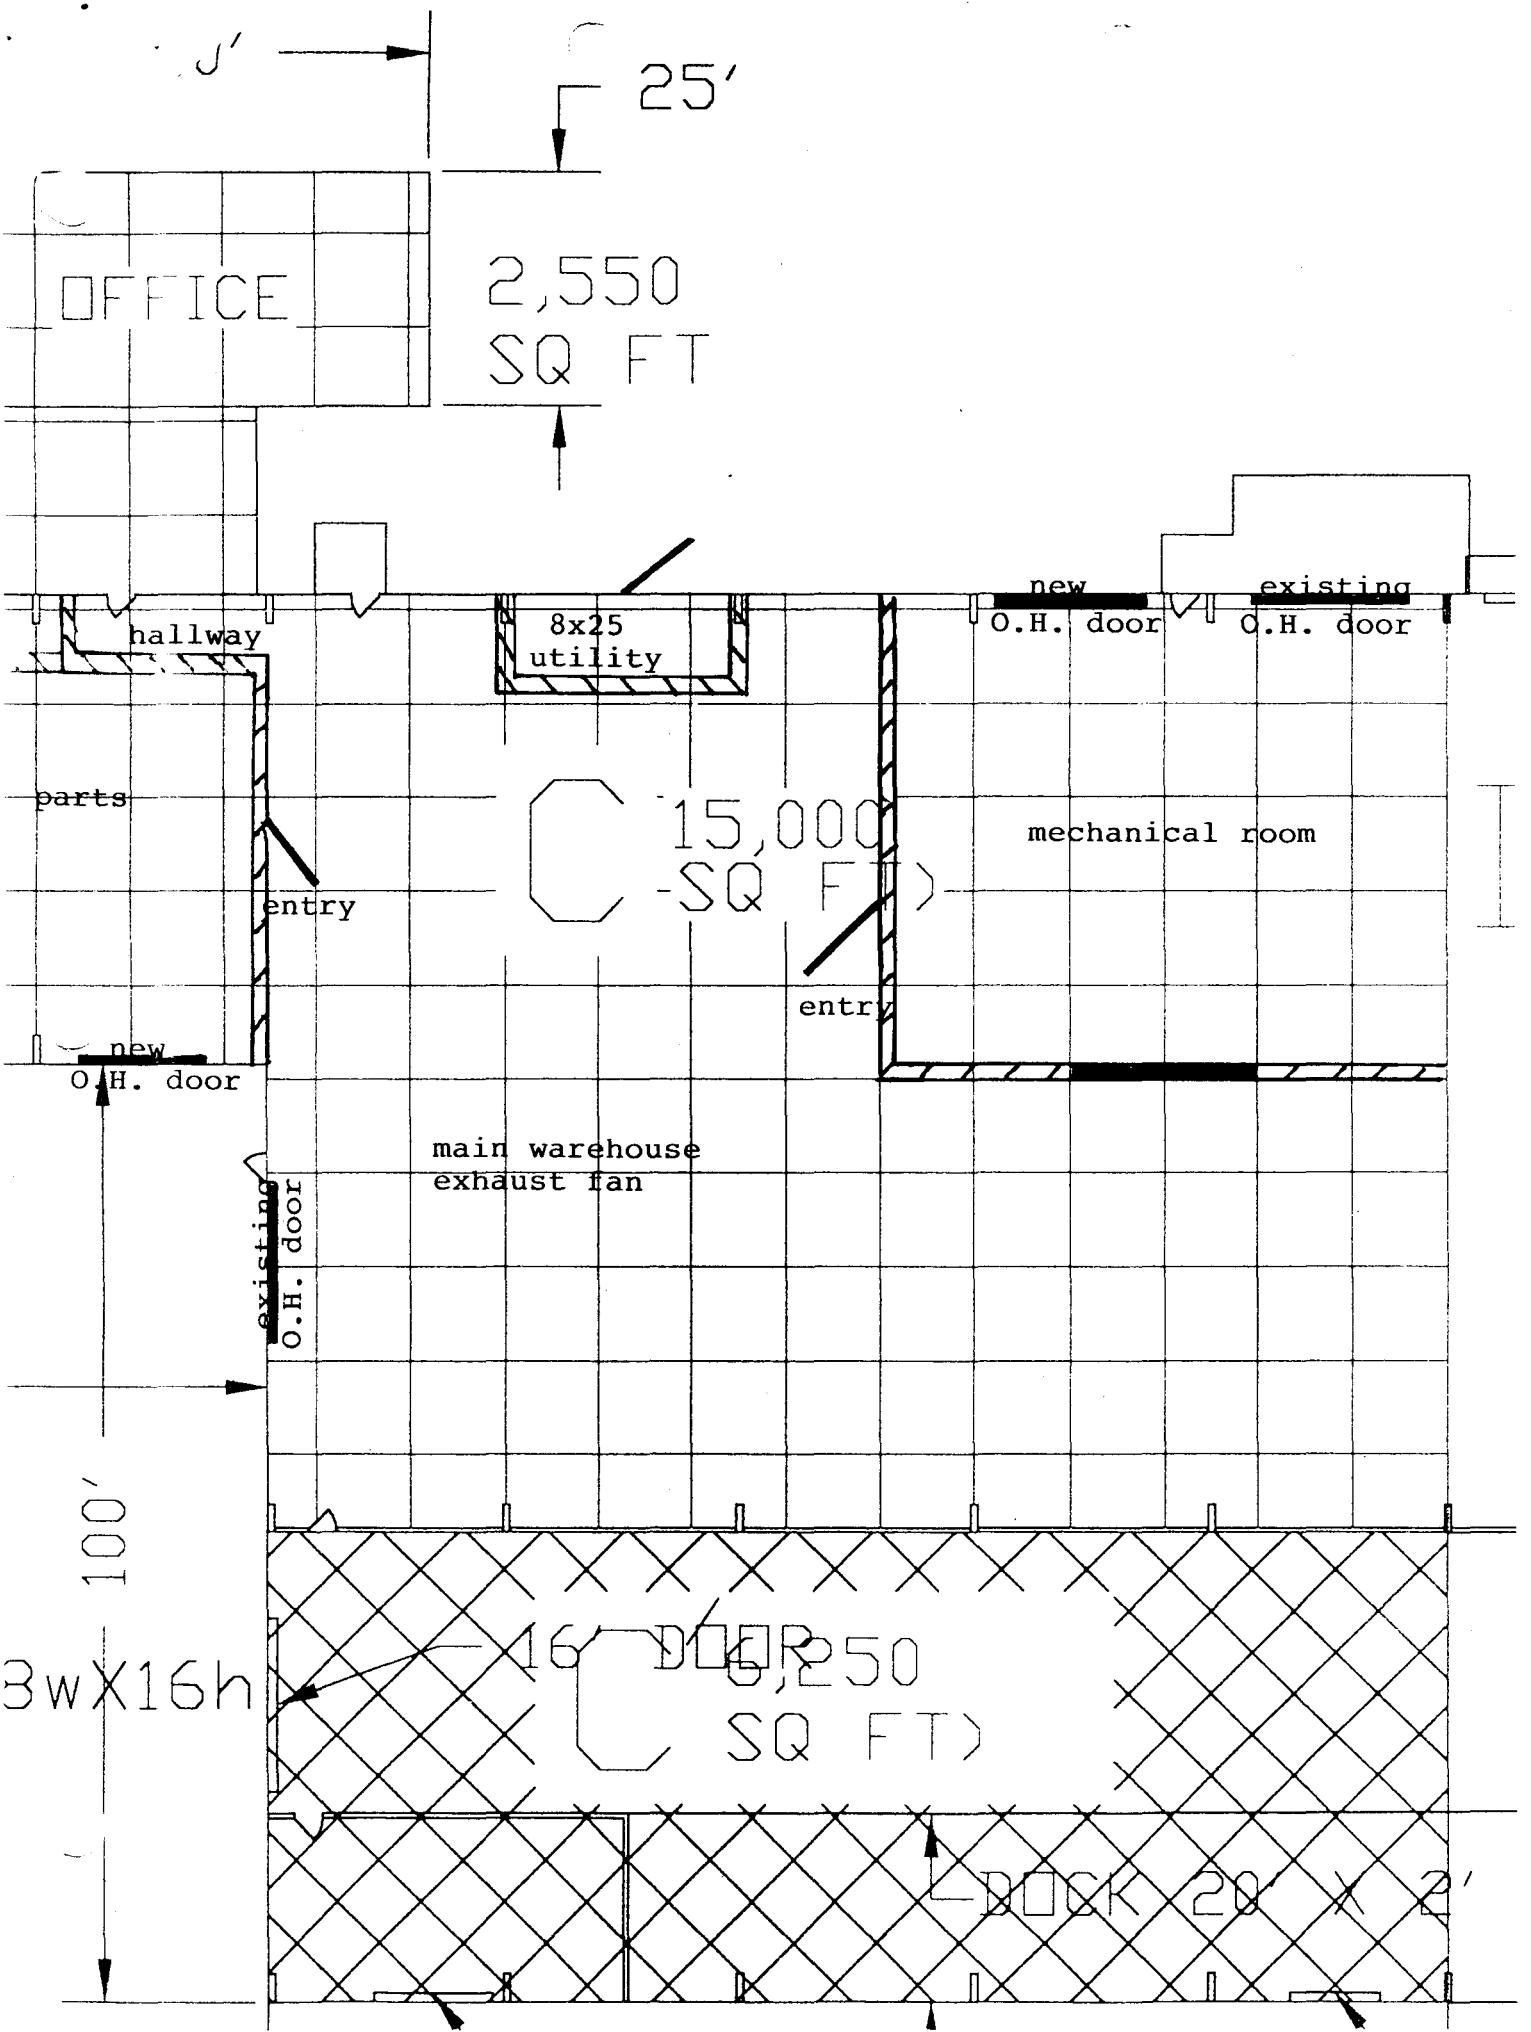 25'
OFFICE
2,550
SQ FT
new
O.H. door
existing
O.H. door
hallway
8x25
utility
parts
15,000
SQ FT)
mechanical room
entry
entry
new
O.H. door
main warehouse
exhaust fan
existing
O.H. door
100'
16' DOOR
6,250
SQ FT)
wX16h
DOCK 20' X 2'